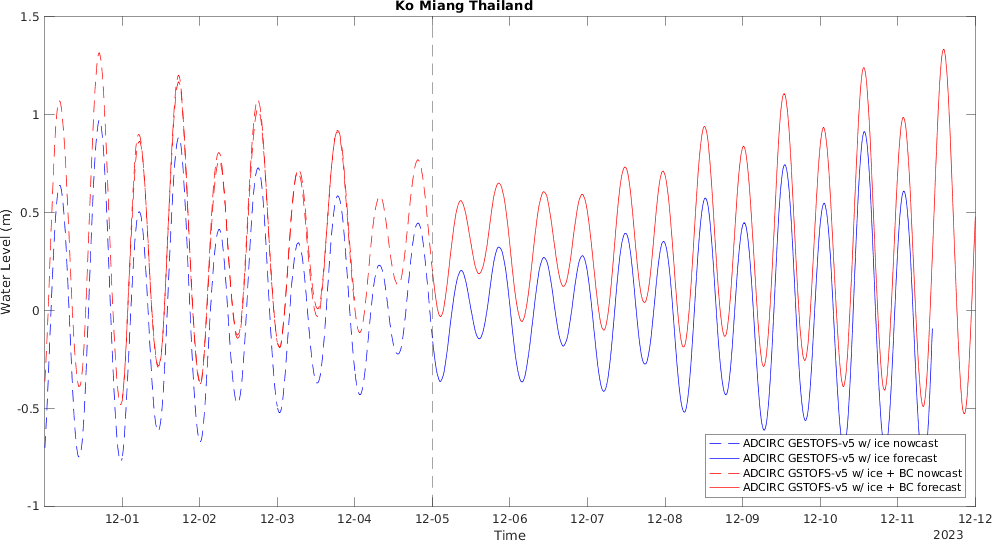 Ko Miang Thailand
1.5
1
0.5
0
-0.5
-1
Water Level (m)
12-01 12-02 12-03 12-04 12-05 12-06 12-07 12-08 12-09 12-10 12-11 12-12
Time
2023
ADCIRC GESTOFS-v5 w/ ice nowcast
ADCIRC GESTOFS-v5 w/ ice forecast
ADCIRC GSTOFS-v5 w/ ice + BC nowcast
ADCIRC GSTOFS-v5 w/ ice + BC forecast